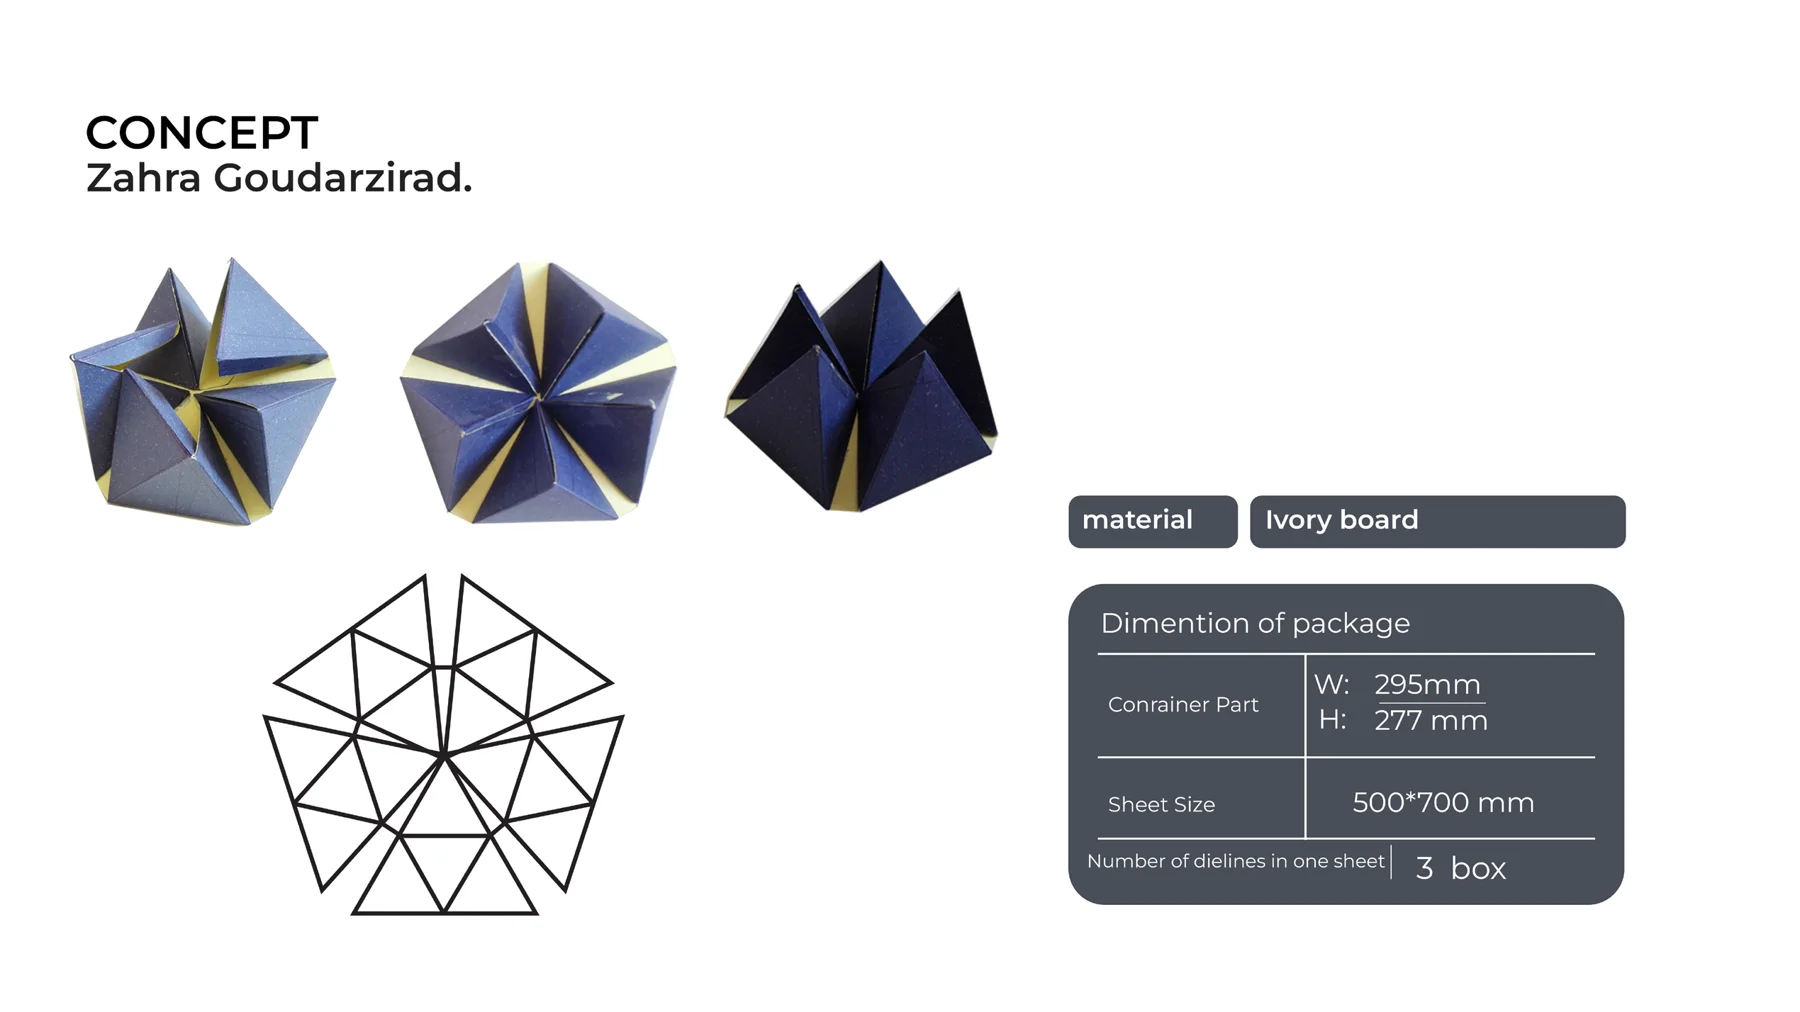 CONCEPT
Zahra Goudarzirad.
material
Ivory board
Dimention of package
Conrainer Part
W: 295mm
H: 277 mm
Sheet Size
500*700 mm
Number of dielines in one sheet
3 box